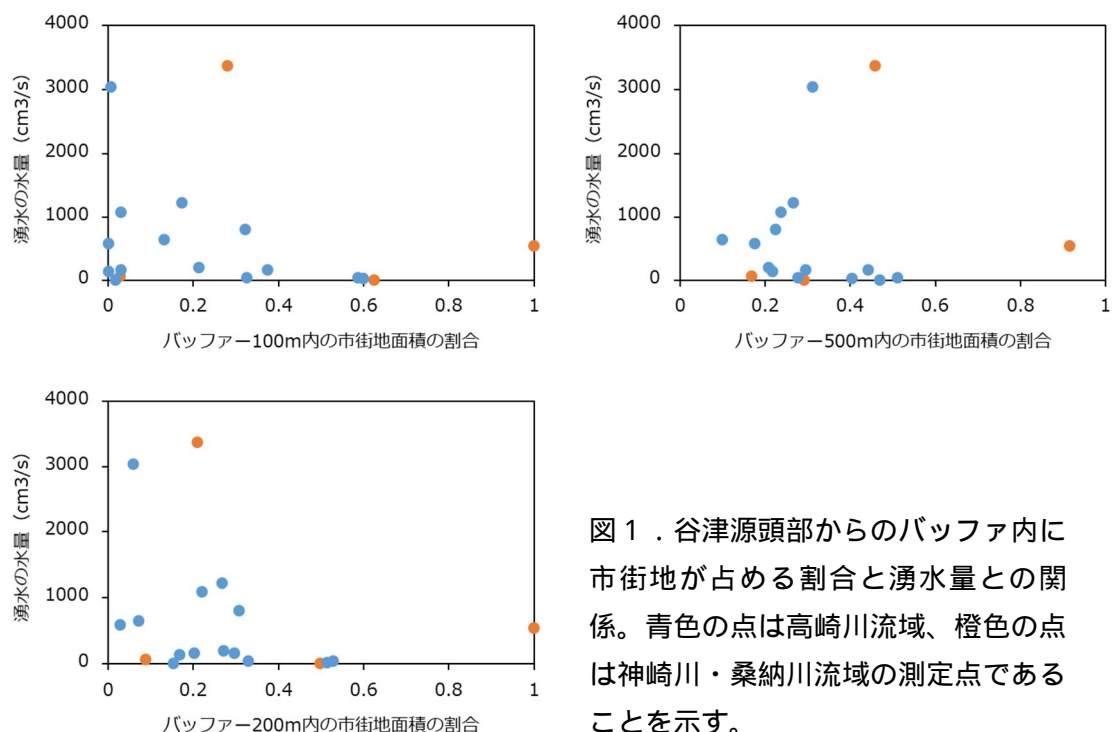 4000
3000
2000
1000
0
湧水の水量（cm3/s）
0 0.2 0.4 0.6 0.8 1
バッファー100m内の市街地面積の割合
4000
3000
2000
1000
0
湧水の水量（cm3/s）
0 0.2 0.4 0.6 0.8 1
バッファー500m内の市街地面積の割合
4000
3000
2000
1000
0
湧水の水量（cm3/s）
0 0.2 0.4 0.6 0.8 1
バッファー200m内の市街地面積の割合
図１．谷津源頭部からのバッファ内に
市街地が占める割合と湧水量との関
係。青色の点は高崎川流域、橙色の点
は神崎川・桑納川流域の測定点である
ことを示す。